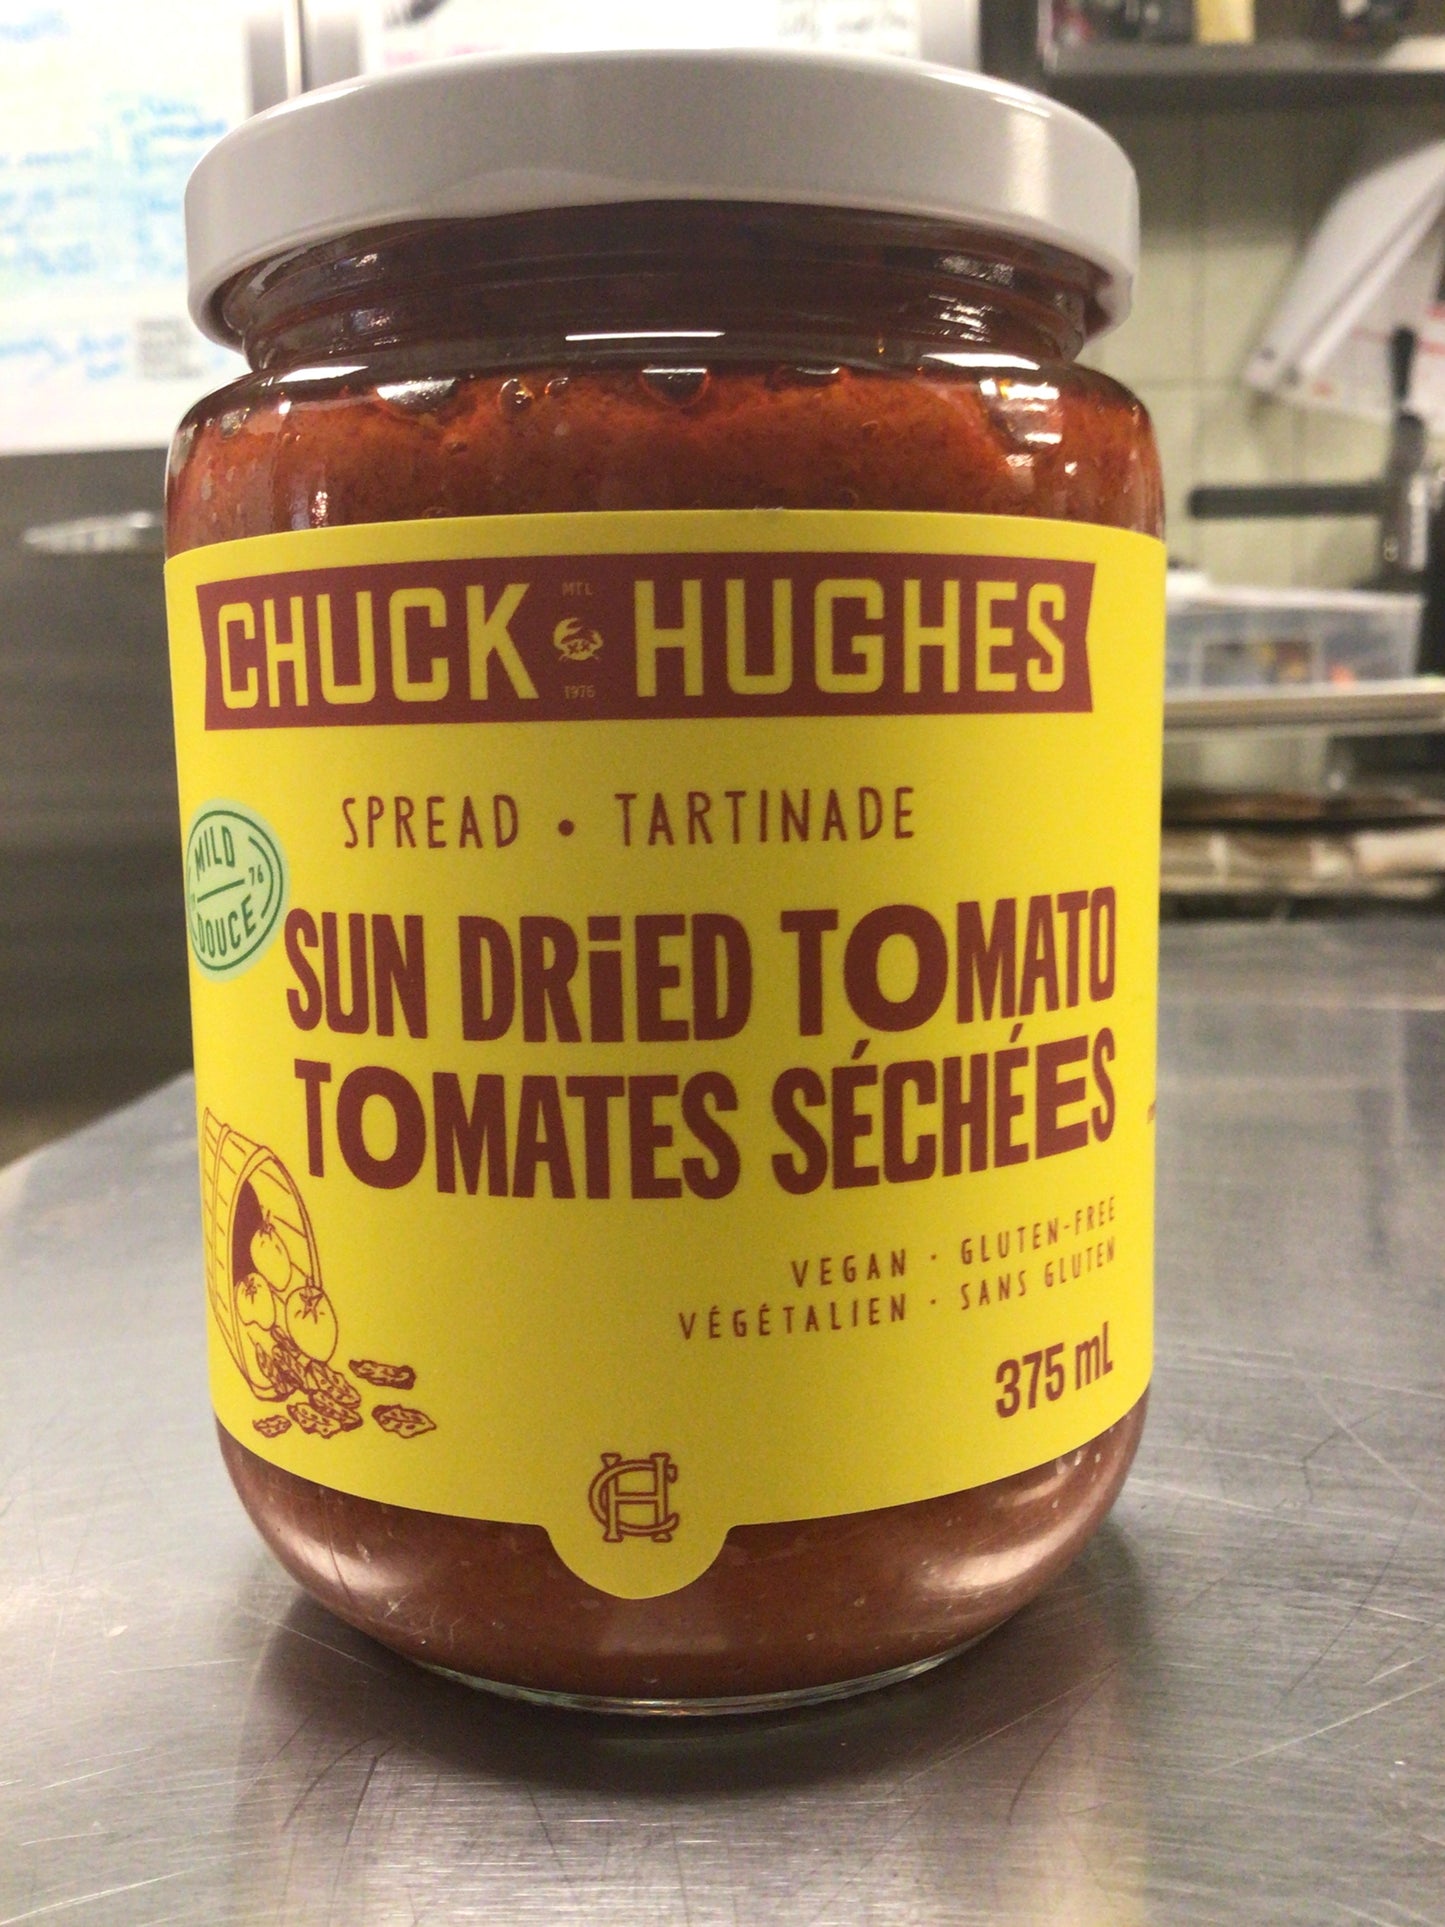 CHUCK HUGHES
MTL
1976
SPREAD • TARTINADE
MILD
76
DOUCE
SUN DRiED TOMATO
TOMATES SÉCHÉES
VEGAN · GLUTEN-FREE
VÉGÉTALIEN · SANS GLUTEN
375 mL
CH